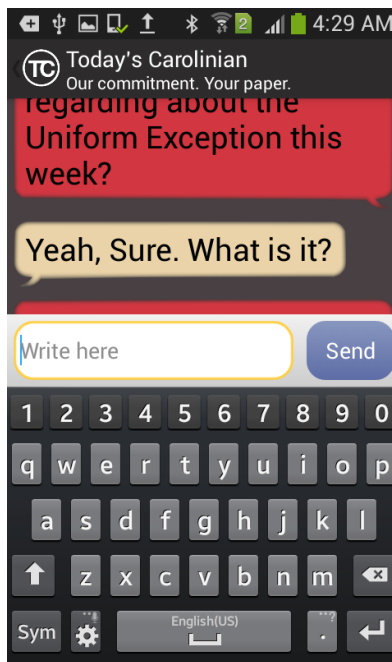 2 4:29 AM
TC Today's Carolinian
Our commitment. Your paper.
regarding about the
Uniform Exception this
week?
Yeah, Sure. What is it?
Write here Send
1 2 3 4 5 6 7 8 9 0
q w e r t y u i o p
a s d f g h j k l
z x c v b n m
Sym English(US) ...? .